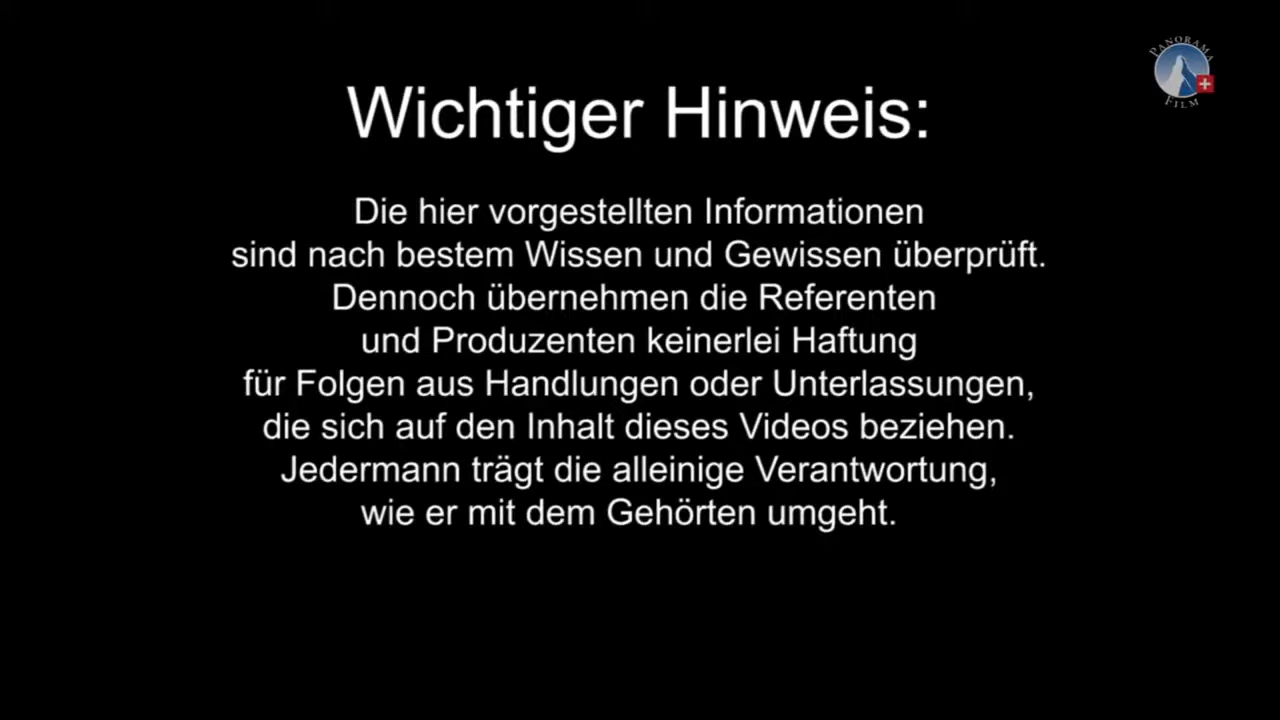 PANORAMA
FILM
Wichtiger Hinweis:
Die hier vorgestellten Informationen
sind nach bestem Wissen und Gewissen überprüft.
Dennoch übernehmen die Referenten
und Produzenten keinerlei Haftung
für Folgen aus Handlungen oder Unterlassungen,
die sich auf den Inhalt dieses Videos beziehen.
Jedermann trägt die alleinige Verantwortung,
wie er mit dem Gehörten umgeht.